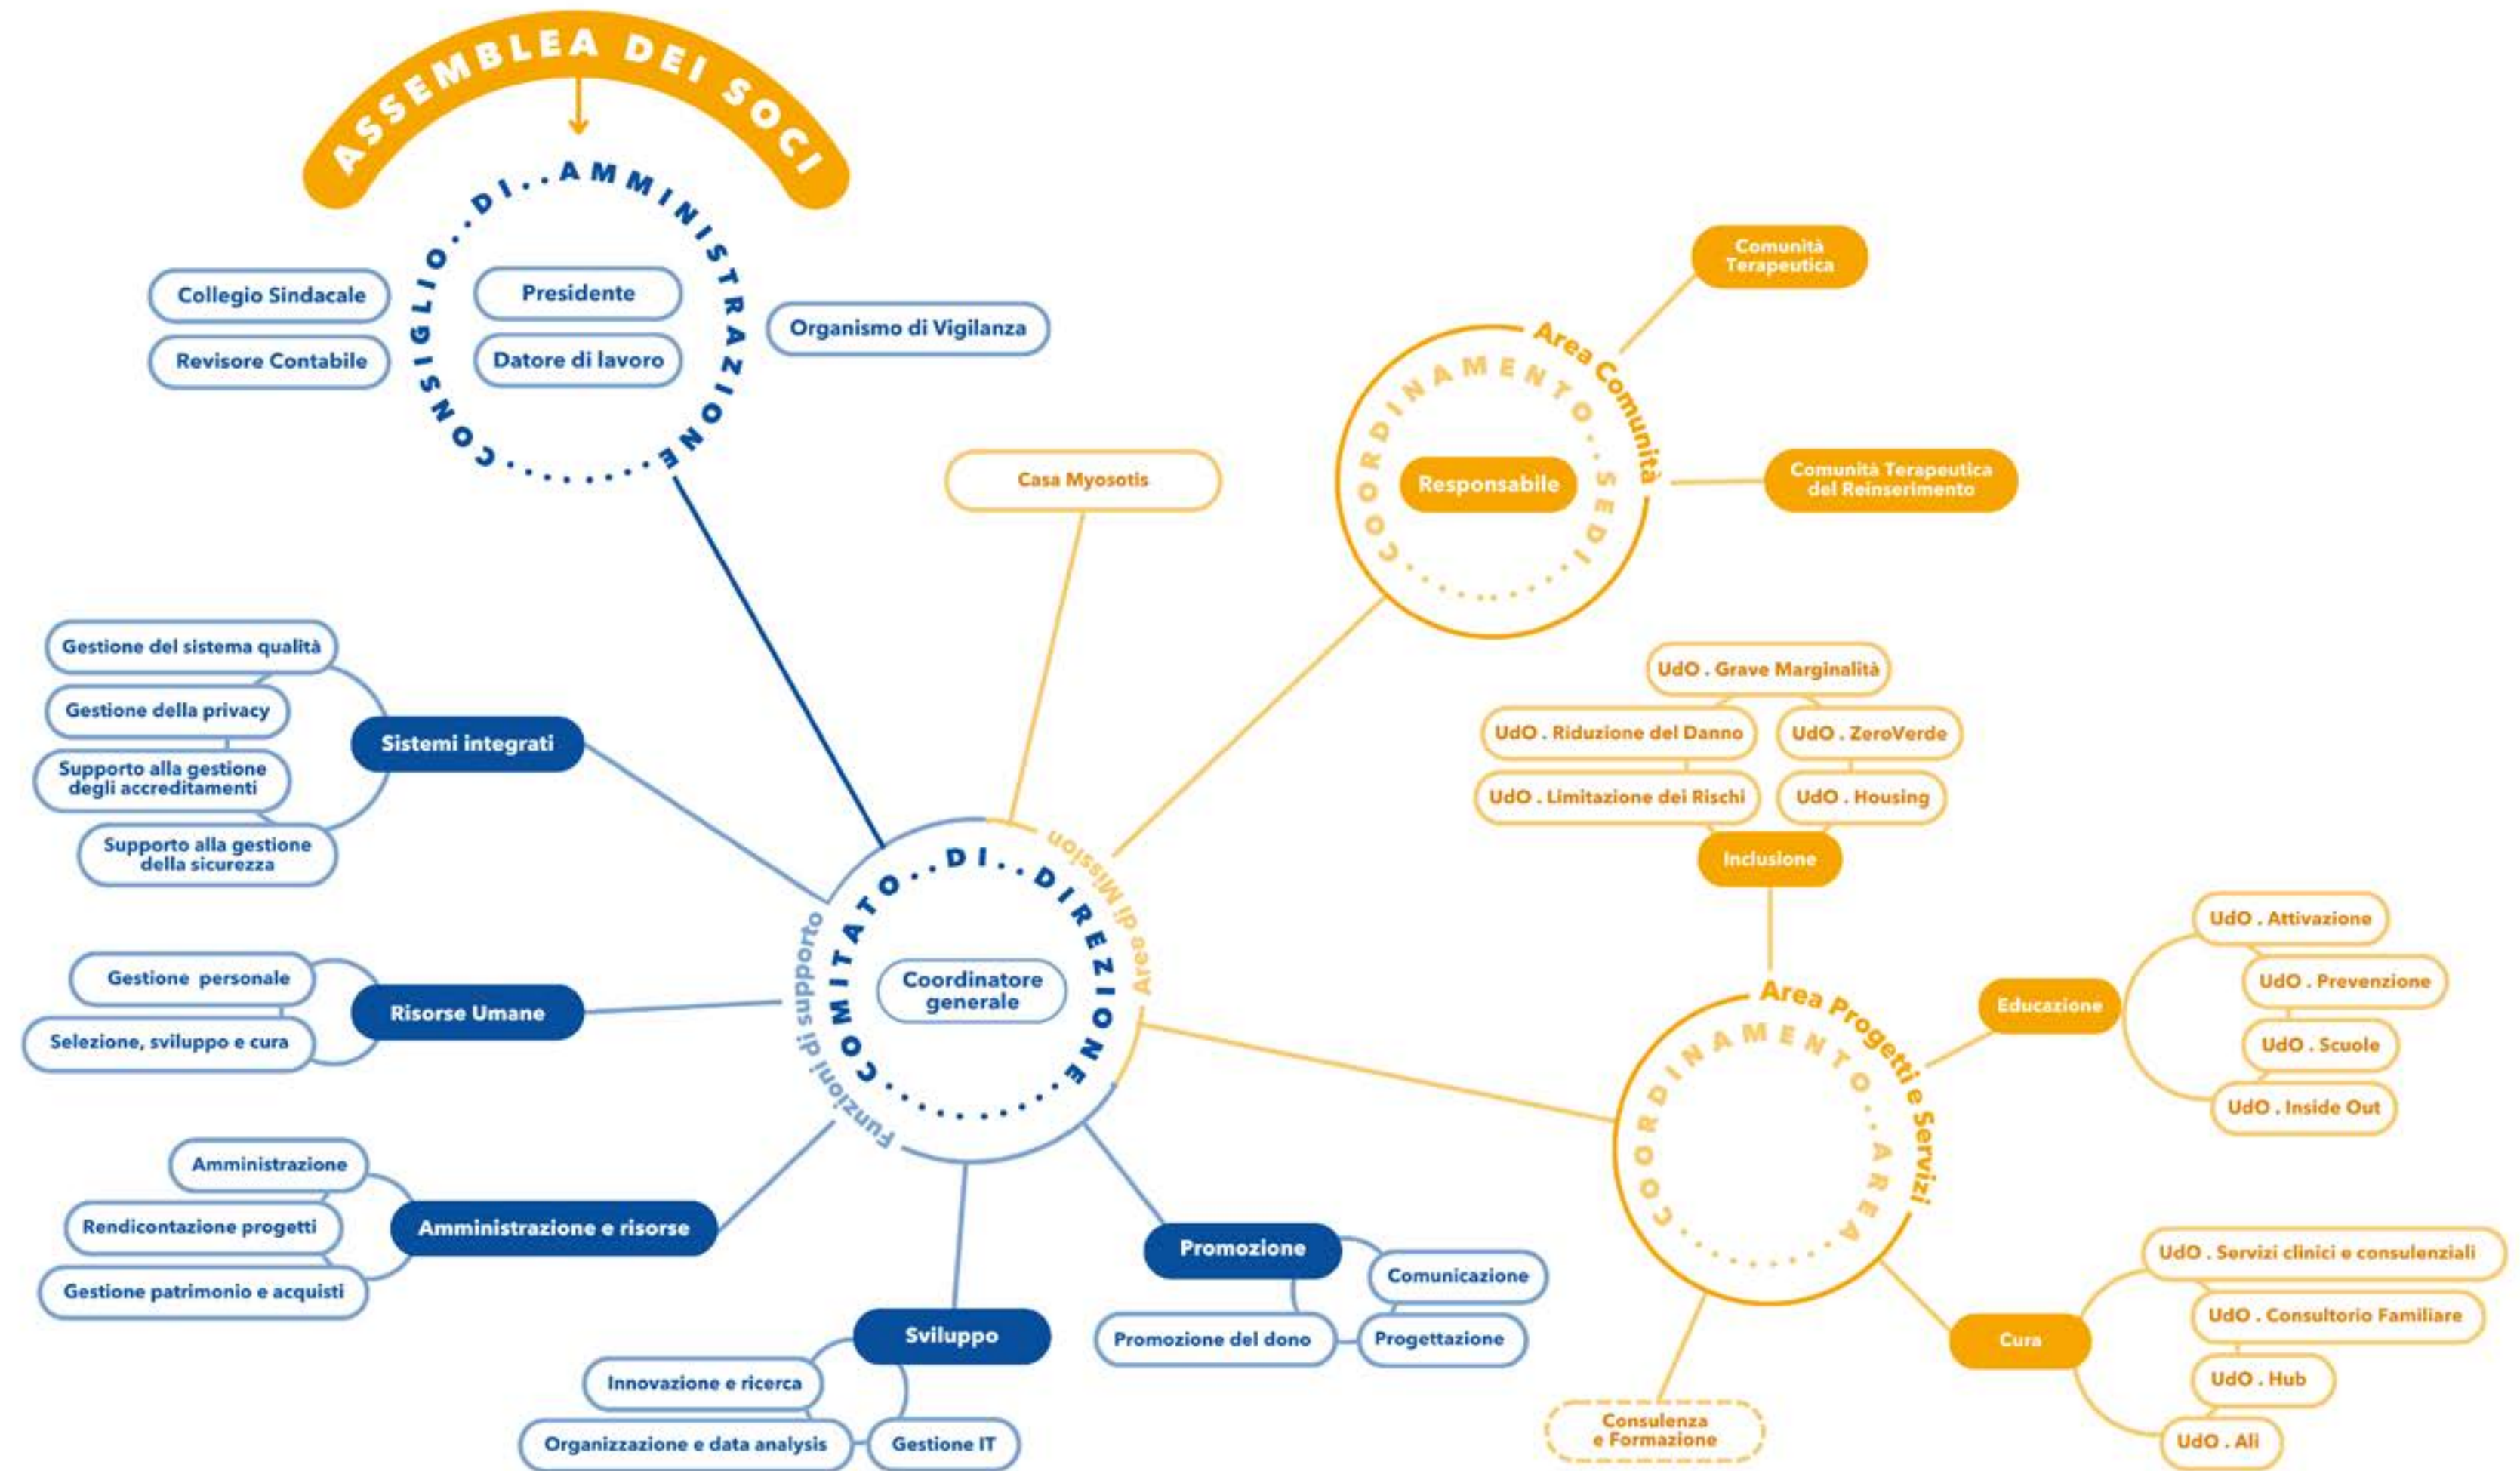 ASSEMBLEA DEI SOCI
CONSIGLIO..DI..AMMINISTRAZIONE
Collegio Sindacale
Revisore Contabile
Presidente
Datore di lavoro
Organismo di Vigilanza
Casa Myosotis
Area Comunità
COORDINAMENTO..SEDI
Responsabile
Comunità
Terapeutica
Comunità Terapeutica
del Reinserimento
Gestione del sistema qualità
Gestione della privacy
Supporto alla gestione
degli accreditamenti
Supporto alla gestione
della sicurezza
Sistemi integrati
Gestione personale
Selezione, sviluppo e cura
Risorse Umane
Amministrazione
Rendicontazione progetti
Gestione patrimonio e acquisti
Amministrazione e risorse
Funzioni di supporto
Aree di Mission
COMITATO..DI..DIREZIONE
Coordinatore
generale
Sviluppo
Innovazione e ricerca
Organizzazione e data analysis
Gestione IT
Promozione
Comunicazione
Promozione del dono
Progettazione
UdO . Grave Marginalità
UdO . Riduzione del Danno
UdO . ZeroVerde
UdO . Limitazione dei Rischi
UdO . Housing
Inclusione
Area Progetti e Servizi
COORDINAMENTO..AREA
Educazione
UdO . Attivazione
UdO . Prevenzione
UdO . Scuole
UdO . Inside Out
Cura
UdO . Servizi clinici e consulenziali
UdO . Consultorio Familiare
UdO . Hub
UdO . Ali
Consulenza
e Formazione